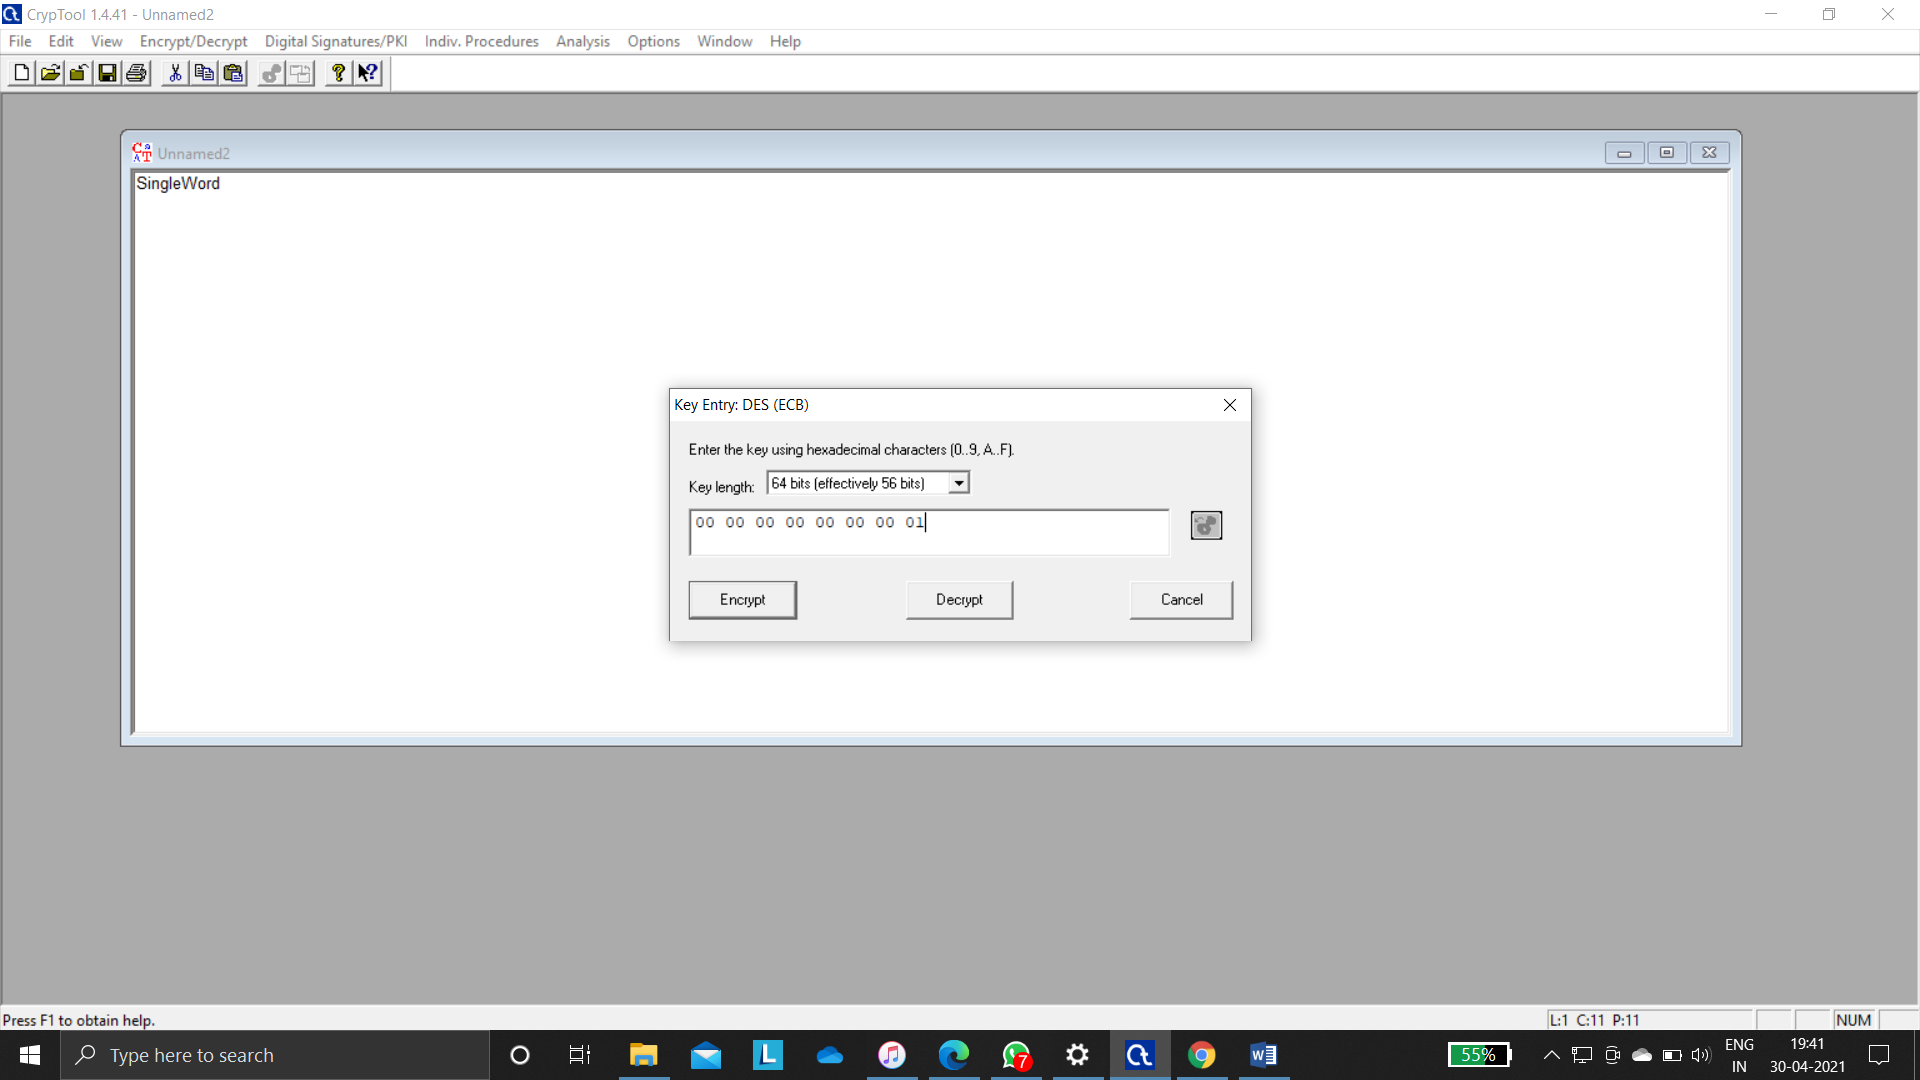 CrypTool 1.4.41 - Unnamed2
File Edit View Encrypt/Decrypt Digital Signatures/PKI Indiv. Procedures Analysis Options Window Help
Unnamed2
SingleWord
Key Entry: DES (ECB)
Enter the key using hexadecimal characters (0..9, A..F).
Key length: 64 bits (effectively 56 bits)
00 00 00 00 00 00 00 01
Encrypt Decrypt Cancel
Press F1 to obtain help.
L:1 C:11 P:11 NUM
Type here to search
7
55%
ENG
IN
19:41
30-04-2021